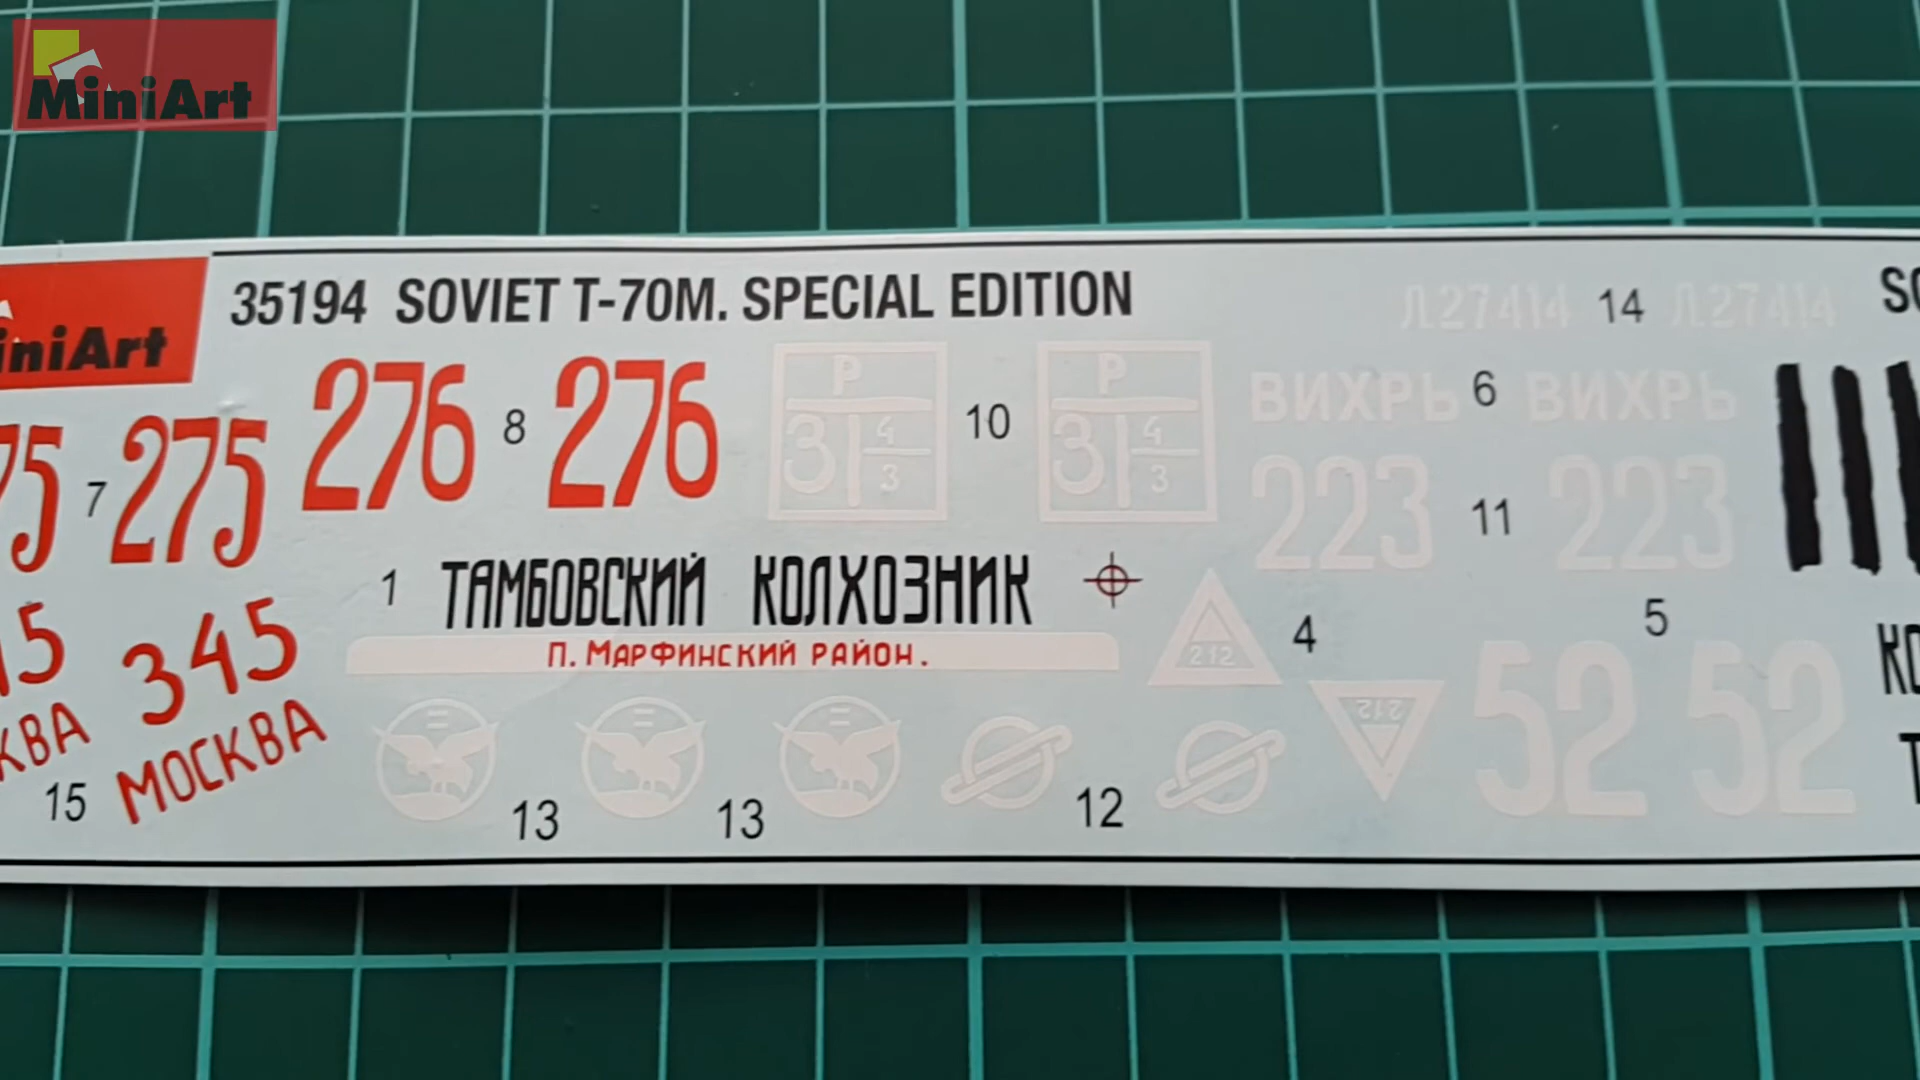 MiniArt
35194 SOVIET T-70M. SPECIAL EDITION
Л27414 14 Л27414
iniArt
276 8 276
Р
3 4
3
10
Р
3 4
3
ВИХРЬ 6 ВИХРЬ
75 7 275
223 11 223
1 ТАМБОВСКИЙ КОЛХОЗНИК
П. МАРФИНСКИЙ РАЙОН.
345
МОСКВА
15
212
4
212
5
52 52
13
13
12